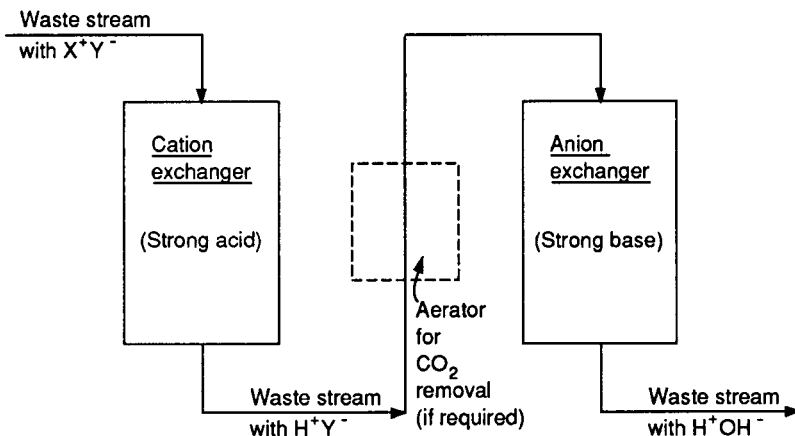 Waste stream
with X⁺Y⁻
Cation
exchanger
(Strong acid)
Waste stream
with H⁺Y⁻
Aerator
for
CO₂
removal
(if required)
Anion
exchanger
(Strong base)
Waste stream
with H⁺OH⁻